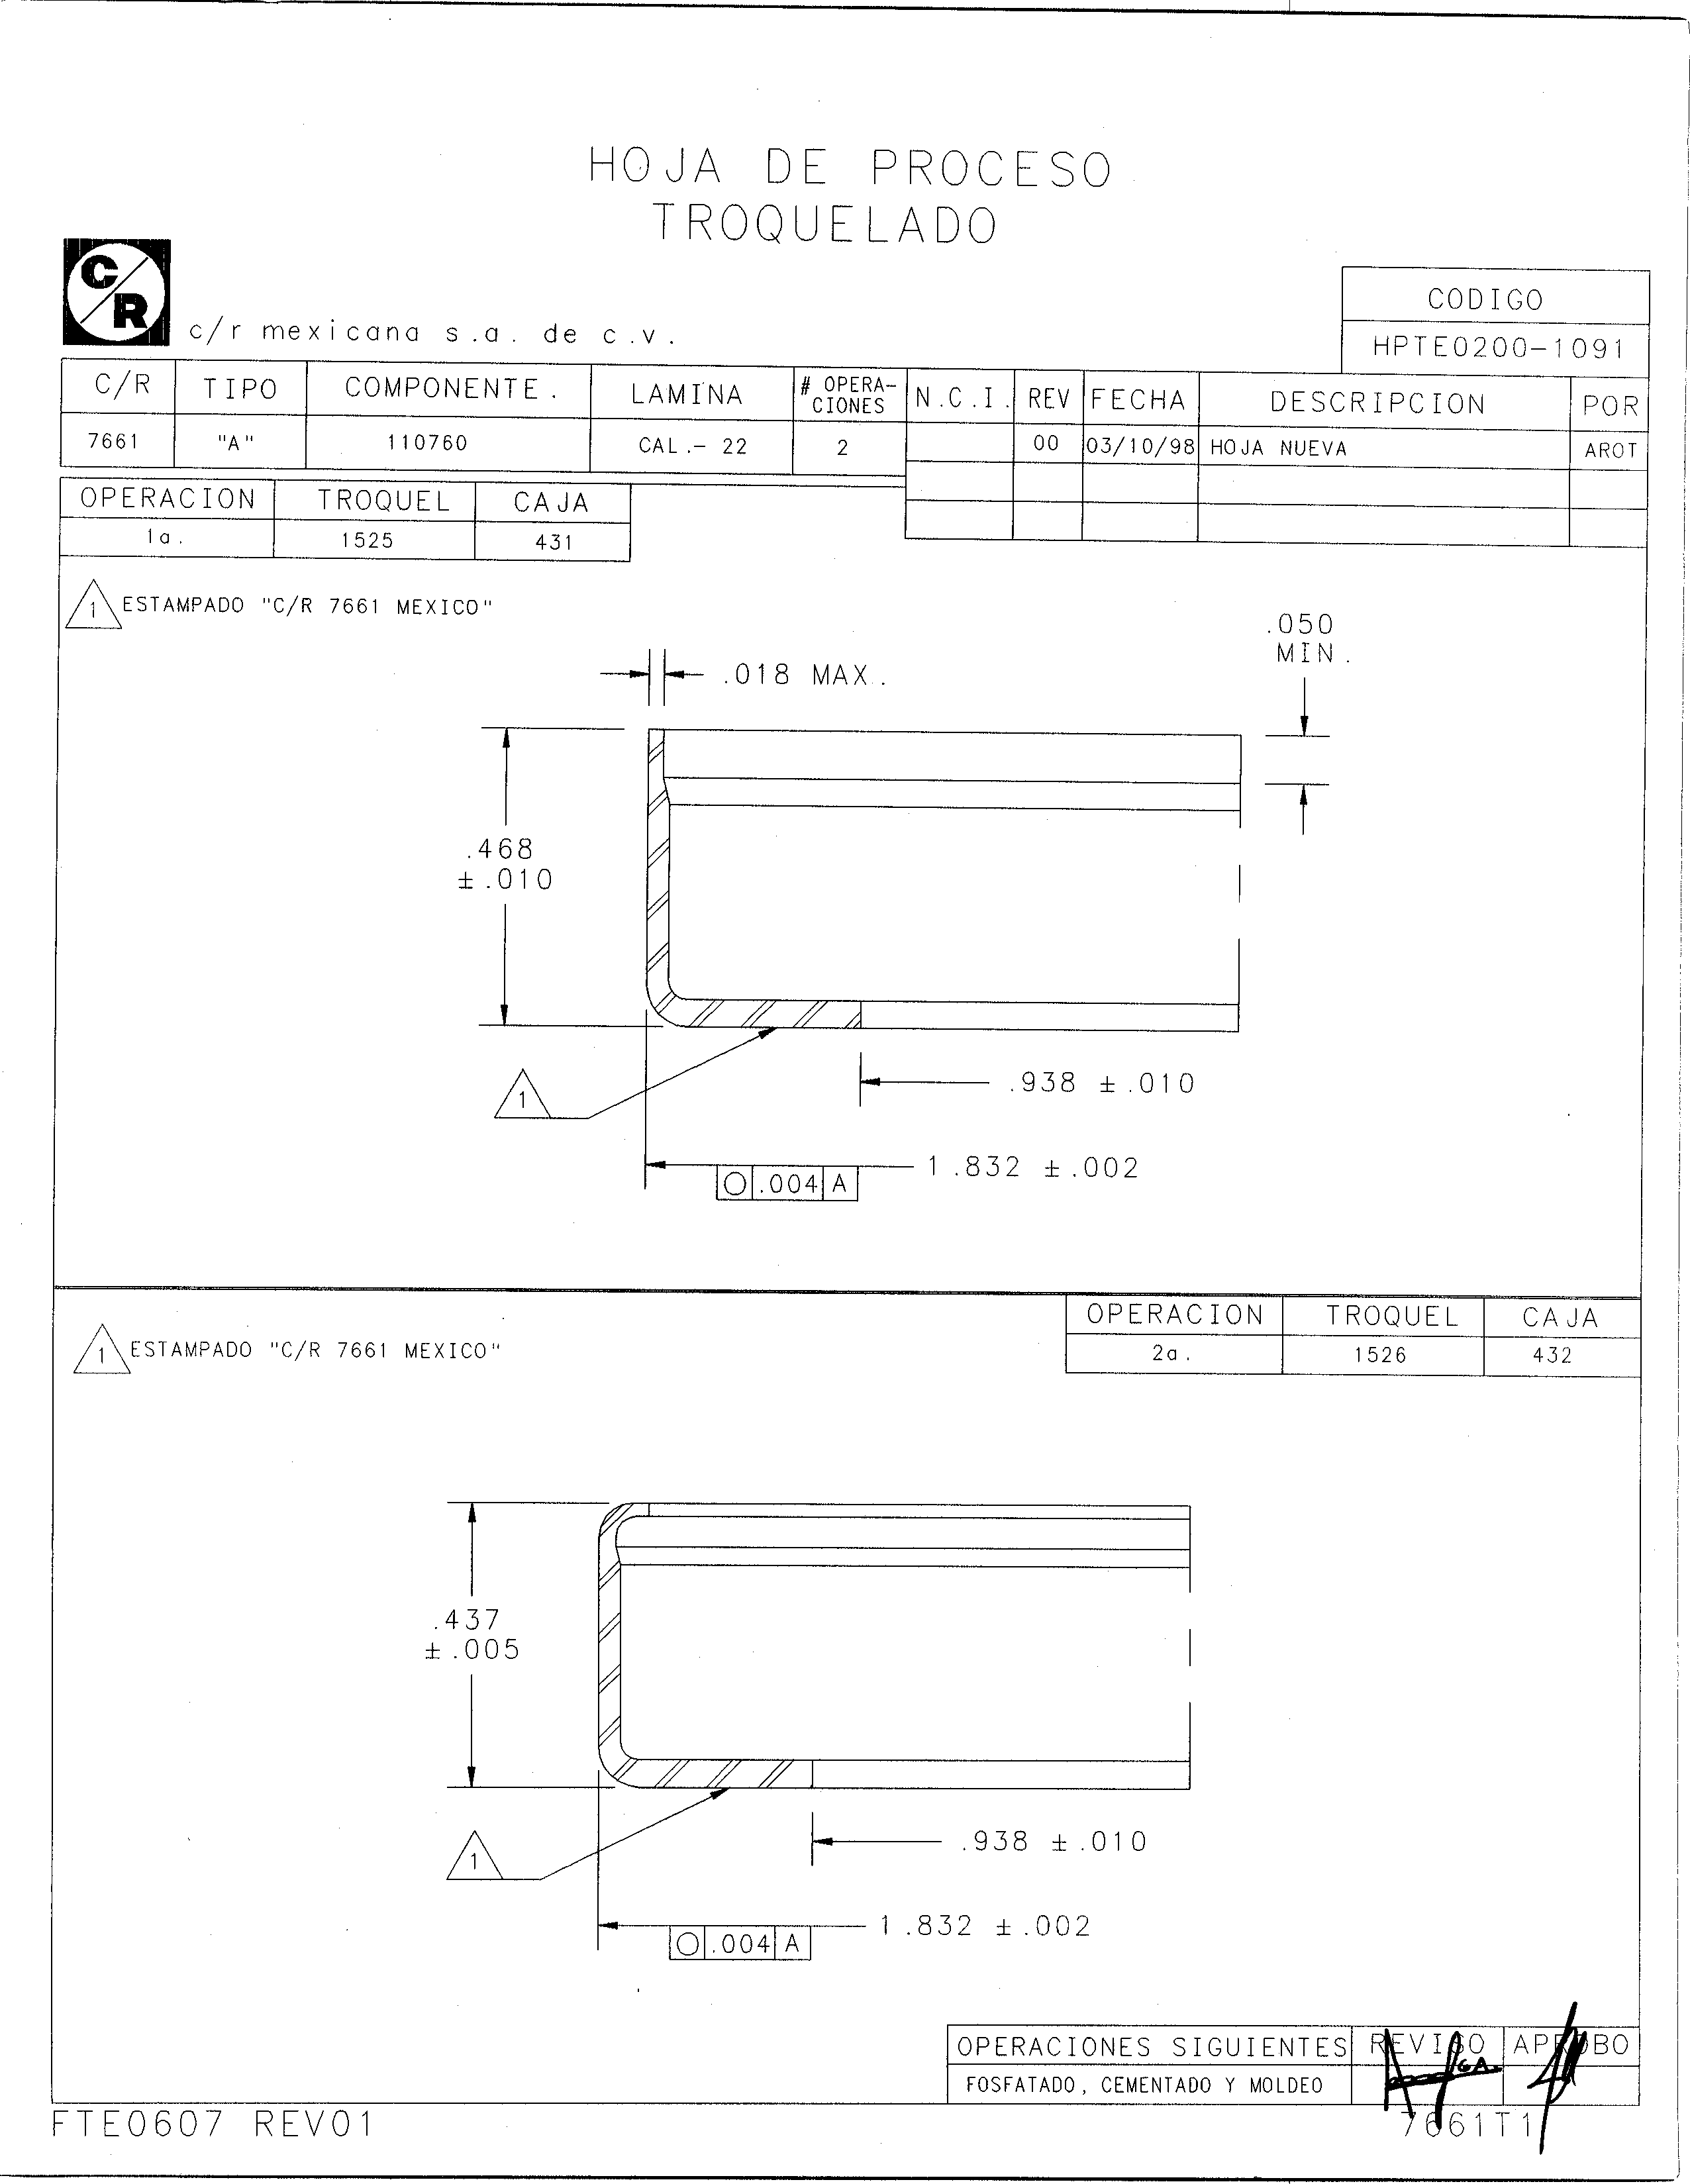 HOJA DE PROCESO
TROQUELADO
C/R
c/r mexicana s.a. de c.v.
CODIGO
HPTE0200-1091
C/R TIPO COMPONENTE. LAMINA # OPERA-CIONES N.C.I. REV FECHA DESCRIPCION POR
7661 "A" 110760 CAL.- 22 2 00 03/10/98 HOJA NUEVA AROT
OPERACION TROQUEL CAJA
1a. 1525 431
1 ESTAMPADO "C/R 7661 MEXICO"
.050
MIN.
.018 MAX.
.468
±.010
.938 ±.010
1
1.832 ±.002
.004 A
OPERACION TROQUEL CAJA
2a. 1526 432
1 ESTAMPADO "C/R 7661 MEXICO"
.437
±.005
.938 ±.010
1
1.832 ±.002
.004 A
OPERACIONES SIGUIENTES REVISO APROBO
FOSFATADO, CEMENTADO Y MOLDEO
FTE0607 REV01
7661T1